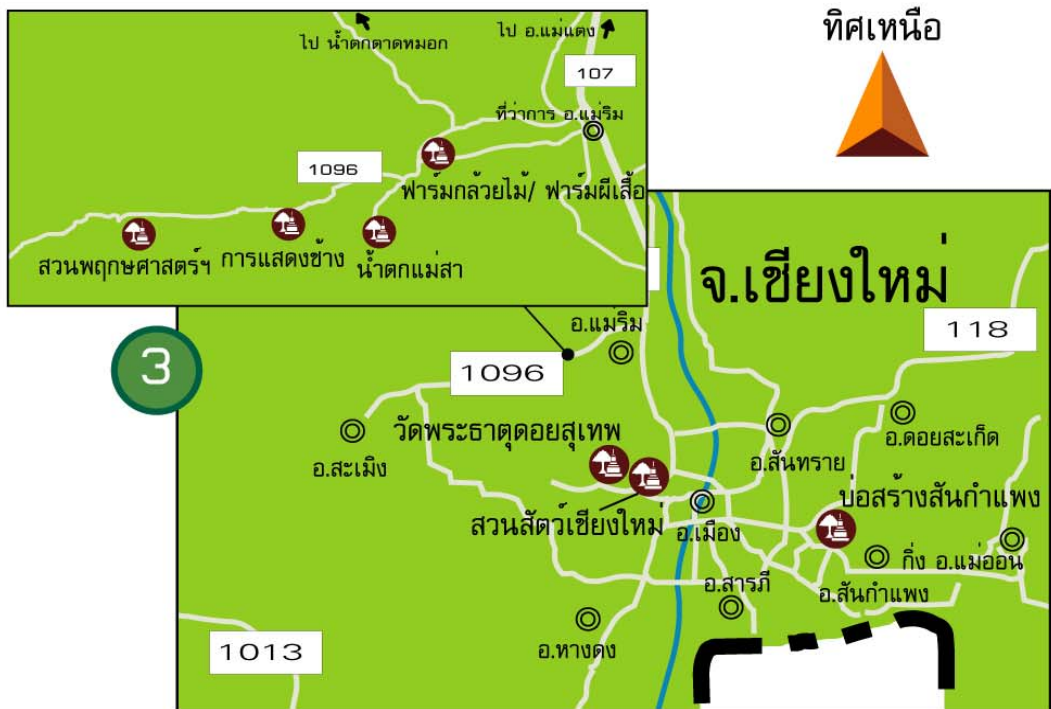 ทิศเหนือ
ไป น้ำตกตาดหมอก
ไป อ.แม่แตง
107
ที่ว่าการ อ.แม่ริม
1096
ฟาร์มกล้วยไม้/ ฟาร์มผีเสื้อ
สวนพฤกษศาสตร์ฯ
การแสดงช้าง
น้ำตกแม่สา
จ.เชียงใหม่
3
อ.แมริม
118
1096
วัดพระธาตุดอยสุเทพ
อ.ดอยสะเก็ด
อ.สะเมิง
อ.สันทราย
บ่อสร้างสันกำแพง
สวนสัตว์เชียงใหม่
อ.เมือง
กิ่ง อ.แม่ออน
อ.สารภี
อ.สันกำแพง
อ.หางดง
1013